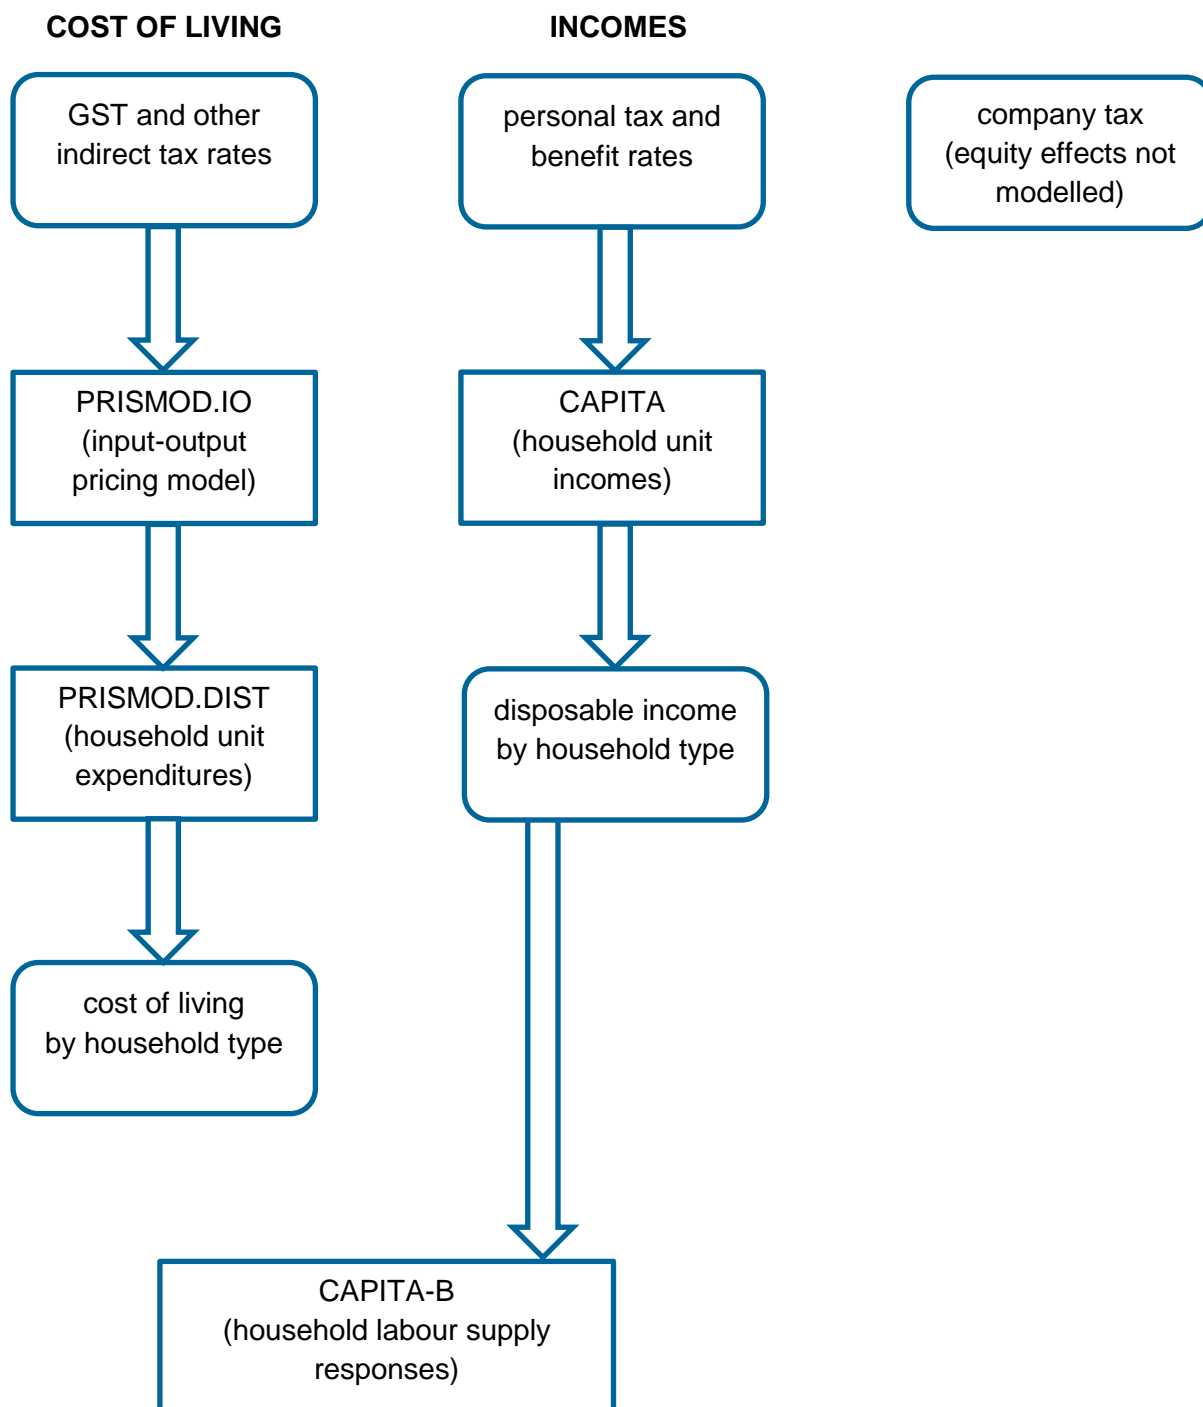 COST OF LIVING
INCOMES
GST and other
indirect tax rates
personal tax and
benefit rates
company tax
(equity effects not
modelled)
PRISMOD.IO
(input-output
pricing model)
CAPITA
(household unit
incomes)
PRISMOD.DIST
(household unit
expenditures)
disposable income
by household type
cost of living
by household type
CAPITA-B
(household labour supply
responses)